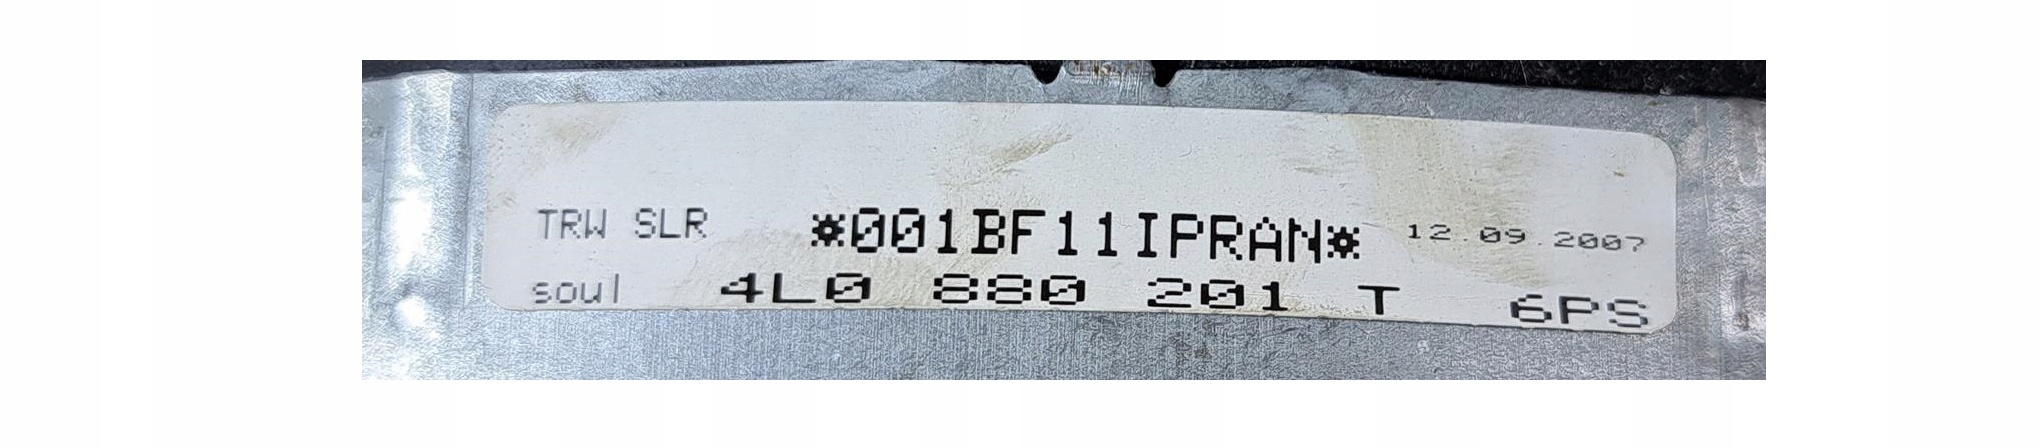 TRW SLR *001BF11IPRAN* 12.09.2007
soul 4L0 880 201 T 6PS